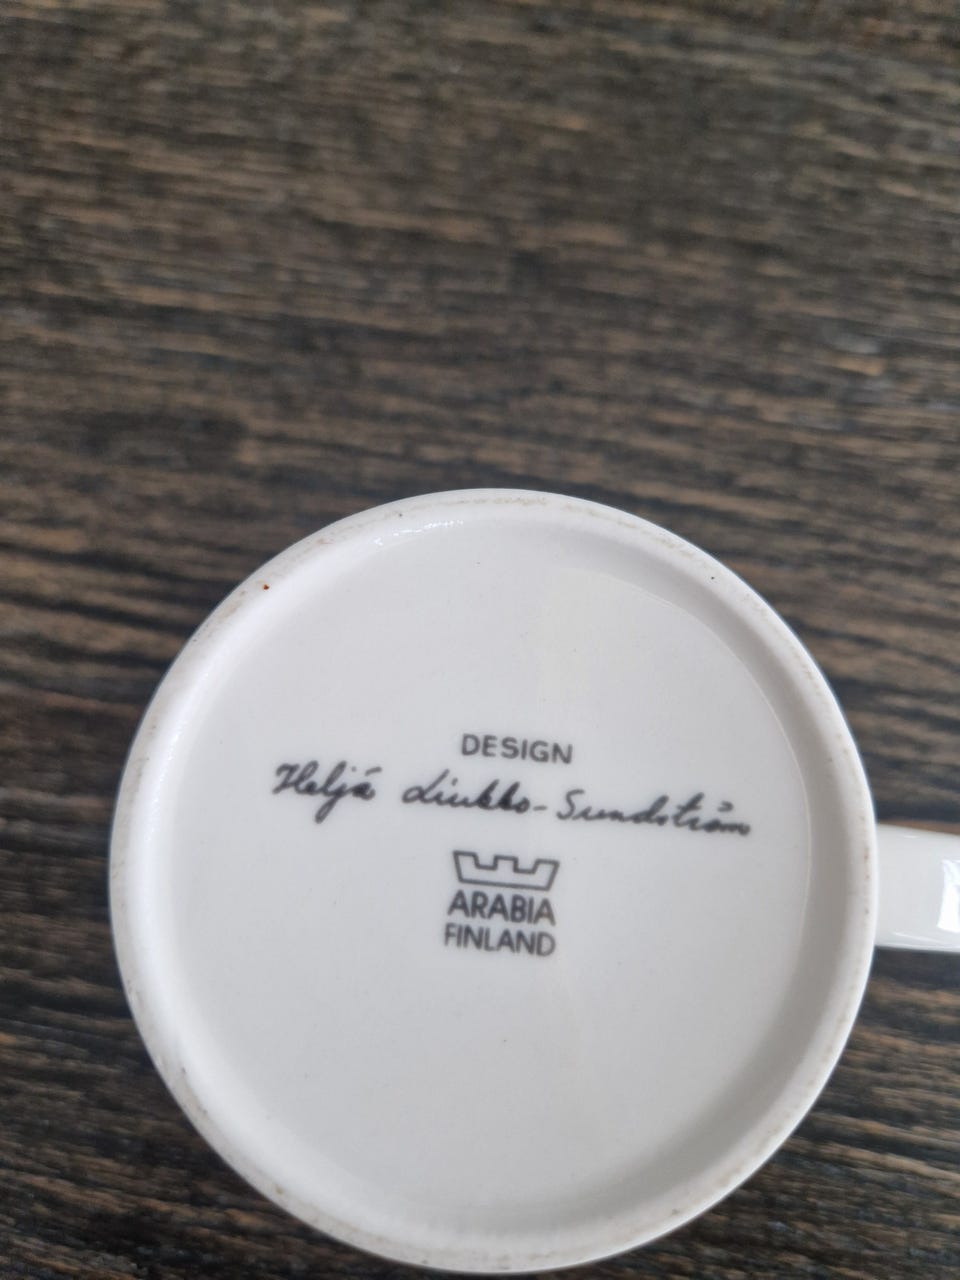 DESIGN
Heljä Liukko-Sundström
ARABIA
FINLAND